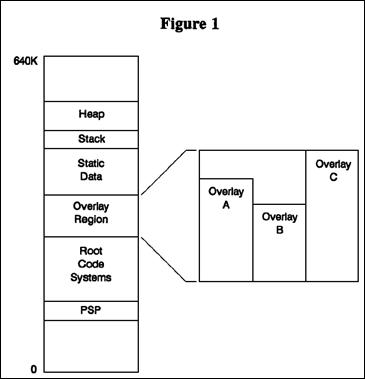 Figure 1
640K
Heap
Stack
Static
Data
Overlay
Region
Root
Code
Systems
PSP
0
Overlay
A
Overlay
B
Overlay
C